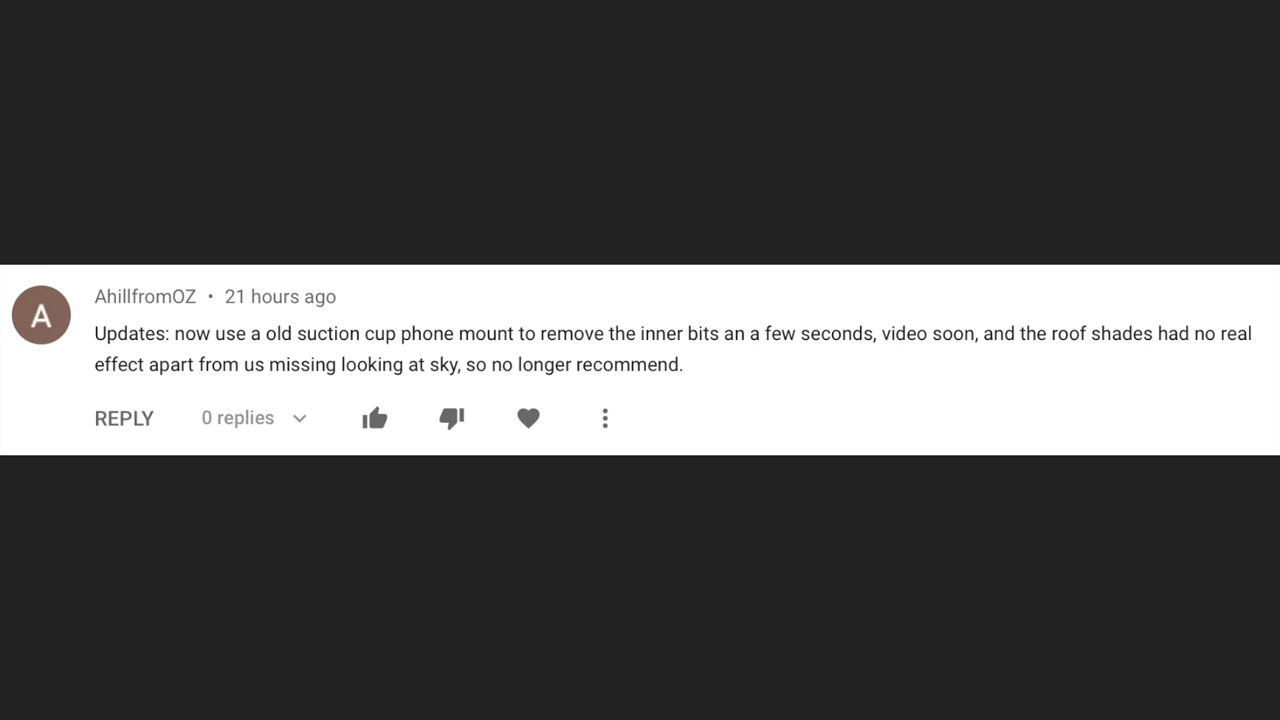 A
AhillfromOZ • 21 hours ago
Updates: now use a old suction cup phone mount to remove the inner bits an a few seconds, video soon, and the roof shades had no real
effect apart from us missing looking at sky, so no longer recommend.
REPLY 0 replies